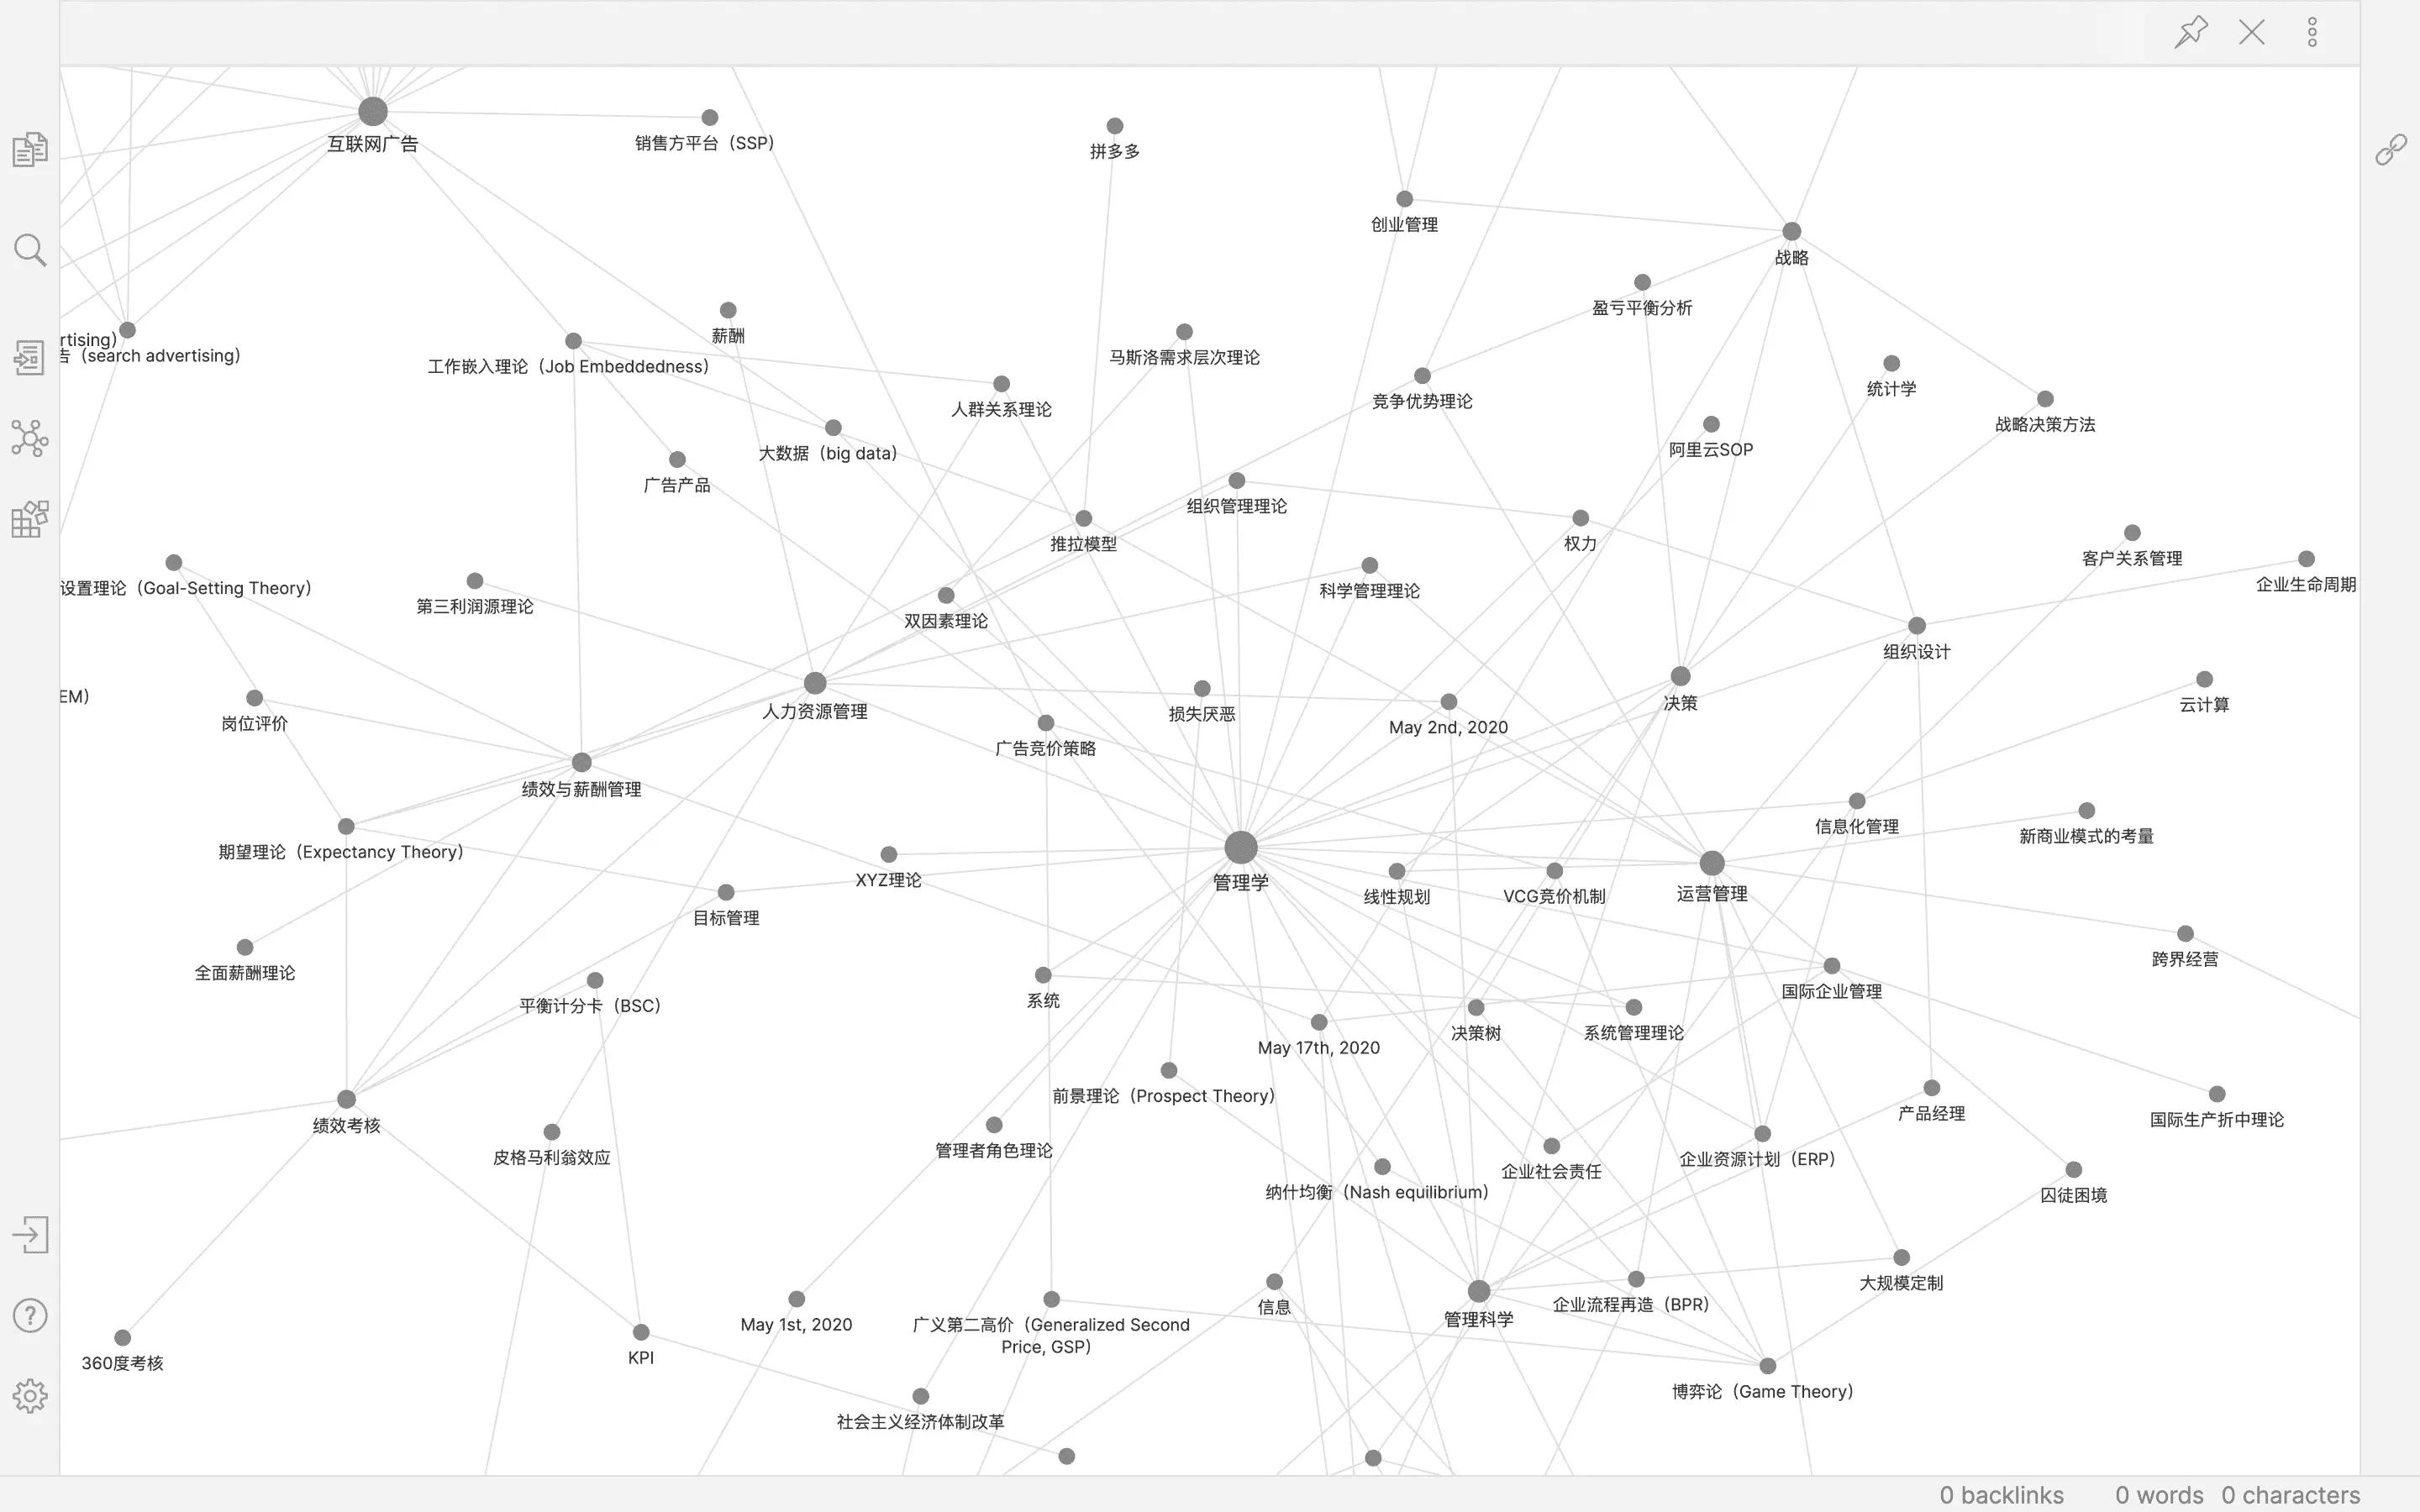 互联网广告
销售方平台（SSP）
拼多多
创业管理
战略
盈亏平衡分析
薪酬
rtising)
告（search advertising)
工作嵌入理论（Job Embeddedness）
马斯洛需求层次理论
人群关系理论
竞争优势理论
统计学
战略决策方法
大数据（big data）
阿里云SOP
广告产品
组织管理理论
推拉模型
权力
客户关系管理
企业生命周期
设置理论（Goal-Setting Theory)
第三利润源理论
科学管理理论
双因素理论
组织设计
EM)
岗位评价
人力资源管理
损失厌恶
决策
云计算
May 2nd, 2020
广告竞价策略
绩效与薪酬管理
信息化管理
新商业模式的考量
期望理论（Expectancy Theory)
XYZ理论
管理学
线性规划
VCG竞价机制
运营管理
目标管理
跨界经营
全面薪酬理论
国际企业管理
平衡计分卡（BSC）
系统
决策树
系统管理理论
May 17th, 2020
前景理论（Prospect Theory)
产品经理
国际生产折中理论
绩效考核
管理者角色理论
皮格马利翁效应
企业社会责任
企业资源计划（ERP）
纳什均衡（Nash equilibrium）
囚徒困境
大规模定制
信息
企业流程再造（BPR）
管理科学
May 1st, 2020
广义第二高价（Generalized Second
Price, GSP)
KPI
360度考核
博弈论（Game Theory）
社会主义经济体制改革
0 backlinks 0 words 0 characters